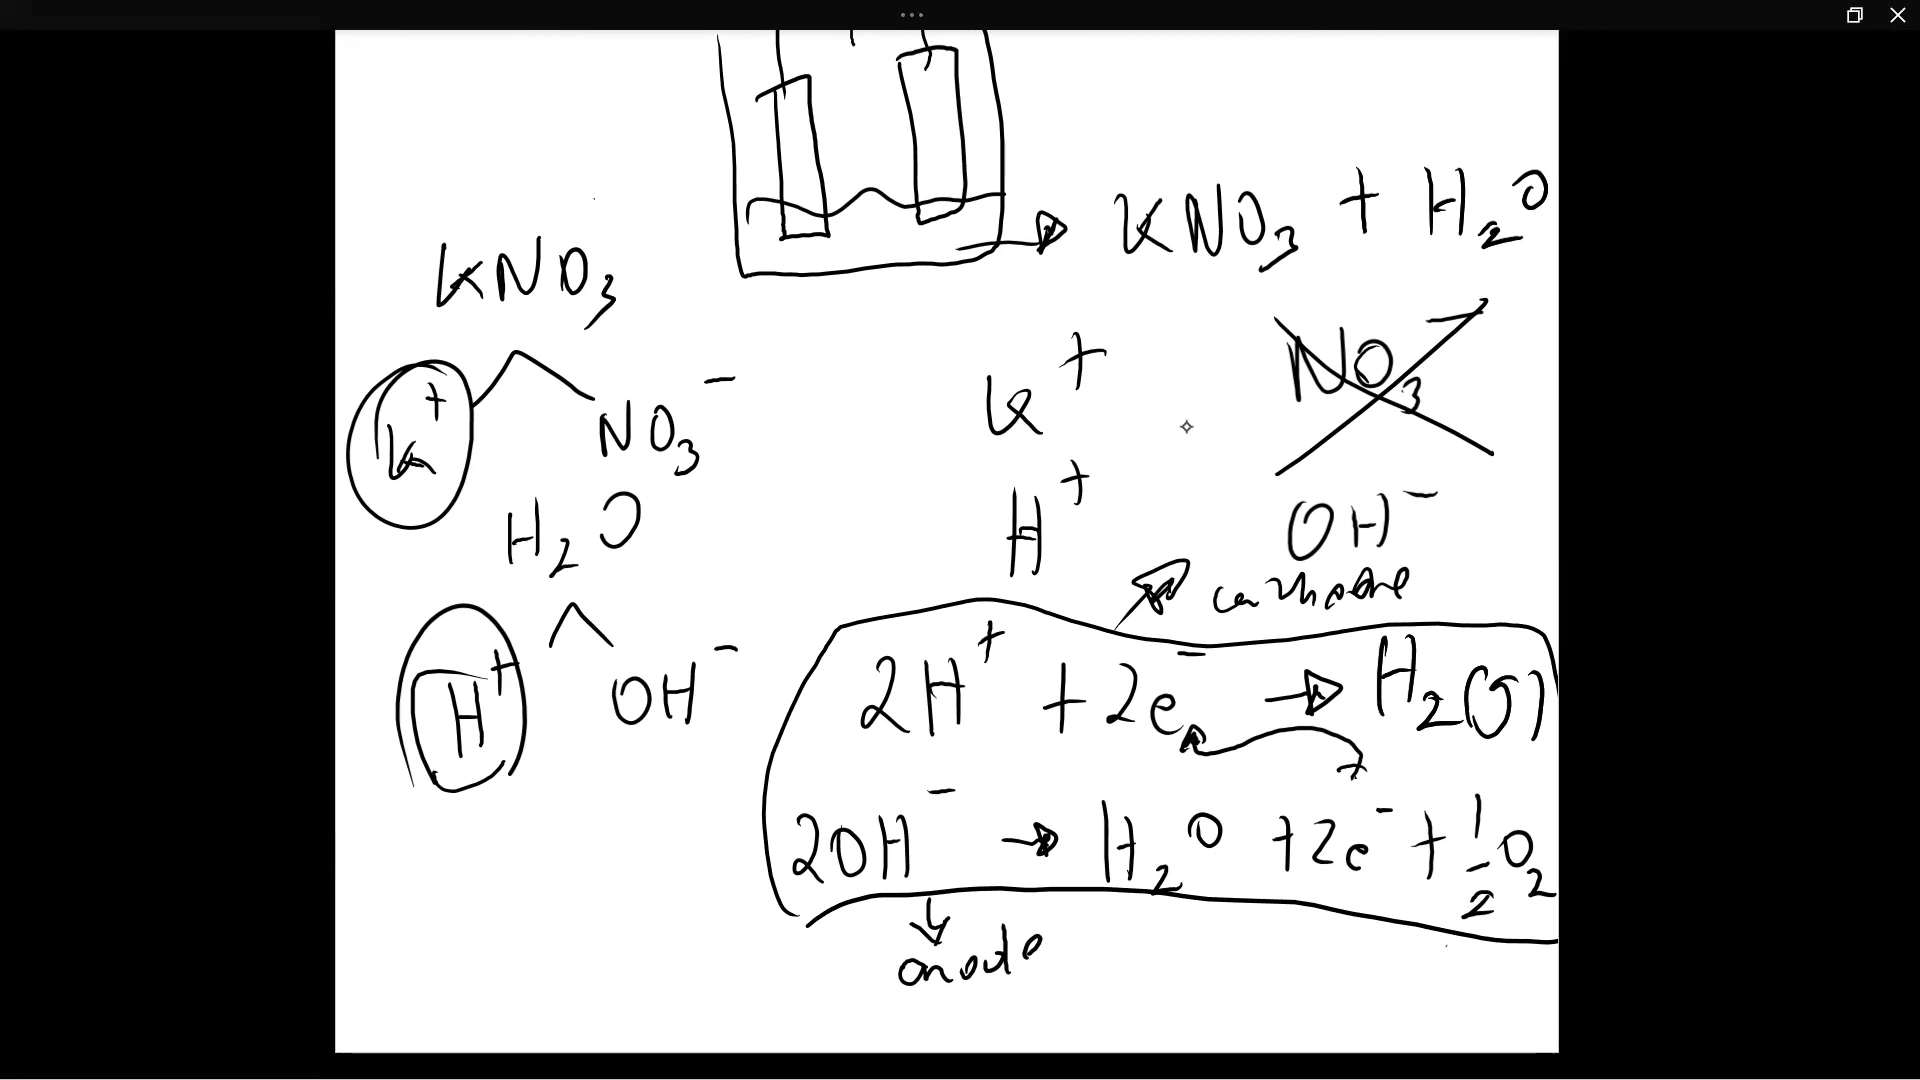 KNO3 + H2O
KNO3
K+ NO3-
K+ NO3-
H2O
H+ OH-
cathode
H+ OH-
2H+ + 2e- → H2(g)
2OH- → H2O + 2e- + 1/2 O2
anode